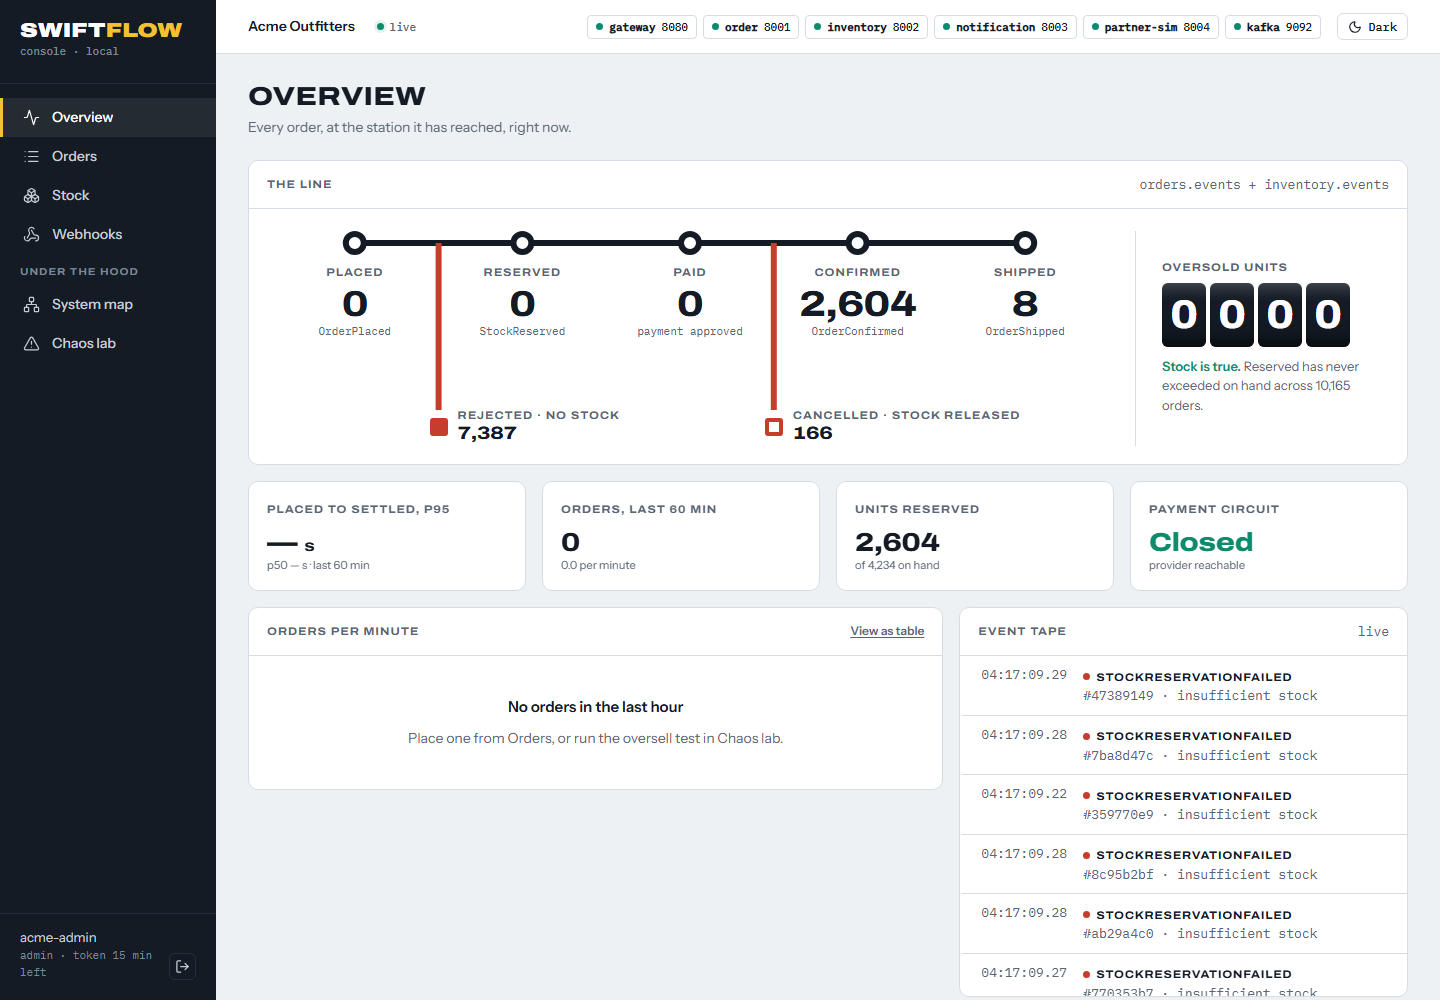 SWIFTFLOW
console · local
Overview
Orders
Stock
Webhooks
UNDER THE HOOD
System map
Chaos lab
acme-admin
admin · token 15 min
left
Acme Outfitters
live
gateway 8080
order 8001
inventory 8002
notification 8003
partner-sim 8004
kafka 9092
Dark
OVERVIEW
Every order, at the station it has reached, right now.
THE LINE
orders.events + inventory.events
PLACED
0
OrderPlaced
RESERVED
0
StockReserved
PAID
0
payment approved
CONFIRMED
2,604
OrderConfirmed
SHIPPED
8
OrderShipped
REJECTED · NO STOCK
7,387
CANCELLED · STOCK RELEASED
166
OVERSOLD UNITS
0 0 0 0
Stock is true. Reserved has never
exceeded on hand across 10,165
orders.
PLACED TO SETTLED, P95
— s
p50 — s · last 60 min
ORDERS, LAST 60 MIN
0
0.0 per minute
UNITS RESERVED
2,604
of 4,234 on hand
PAYMENT CIRCUIT
Closed
provider reachable
ORDERS PER MINUTE
View as table
No orders in the last hour
Place one from Orders, or run the oversell test in Chaos lab.
EVENT TAPE
live
04:17:09.29 STOCKRESERVATIONFAILED
#47389149 · insufficient stock
04:17:09.28 STOCKRESERVATIONFAILED
#7ba8d47c · insufficient stock
04:17:09.22 STOCKRESERVATIONFAILED
#359770e9 · insufficient stock
04:17:09.28 STOCKRESERVATIONFAILED
#8c95b2bf · insufficient stock
04:17:09.28 STOCKRESERVATIONFAILED
#ab29a4c0 · insufficient stock
04:17:09.27 STOCKRESERVATIONFAILED
#770353b7 · insufficient stock